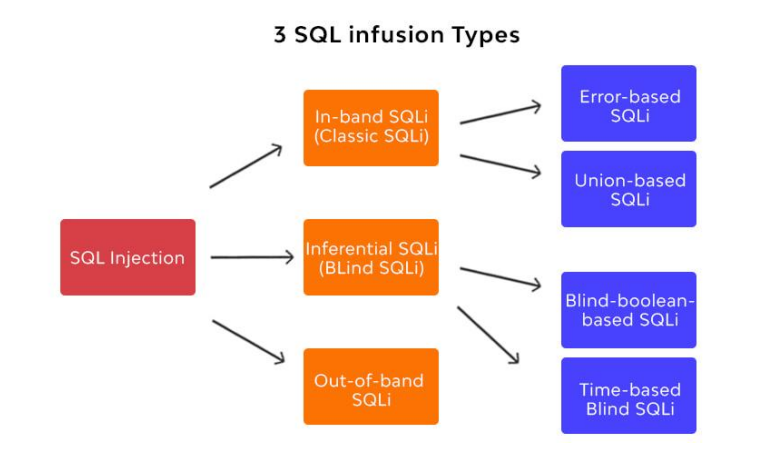 3 SQL infusion Types
In-band SQLi
(Classic SQLi)
Error-based
SQLi
Union-based
SQLi
SQL Injection
Inferential SQLi
(BLind SQLi)
Blind-boolean-
based SQLi
Out-of-band
SQLi
Time-based
Blind SQLi